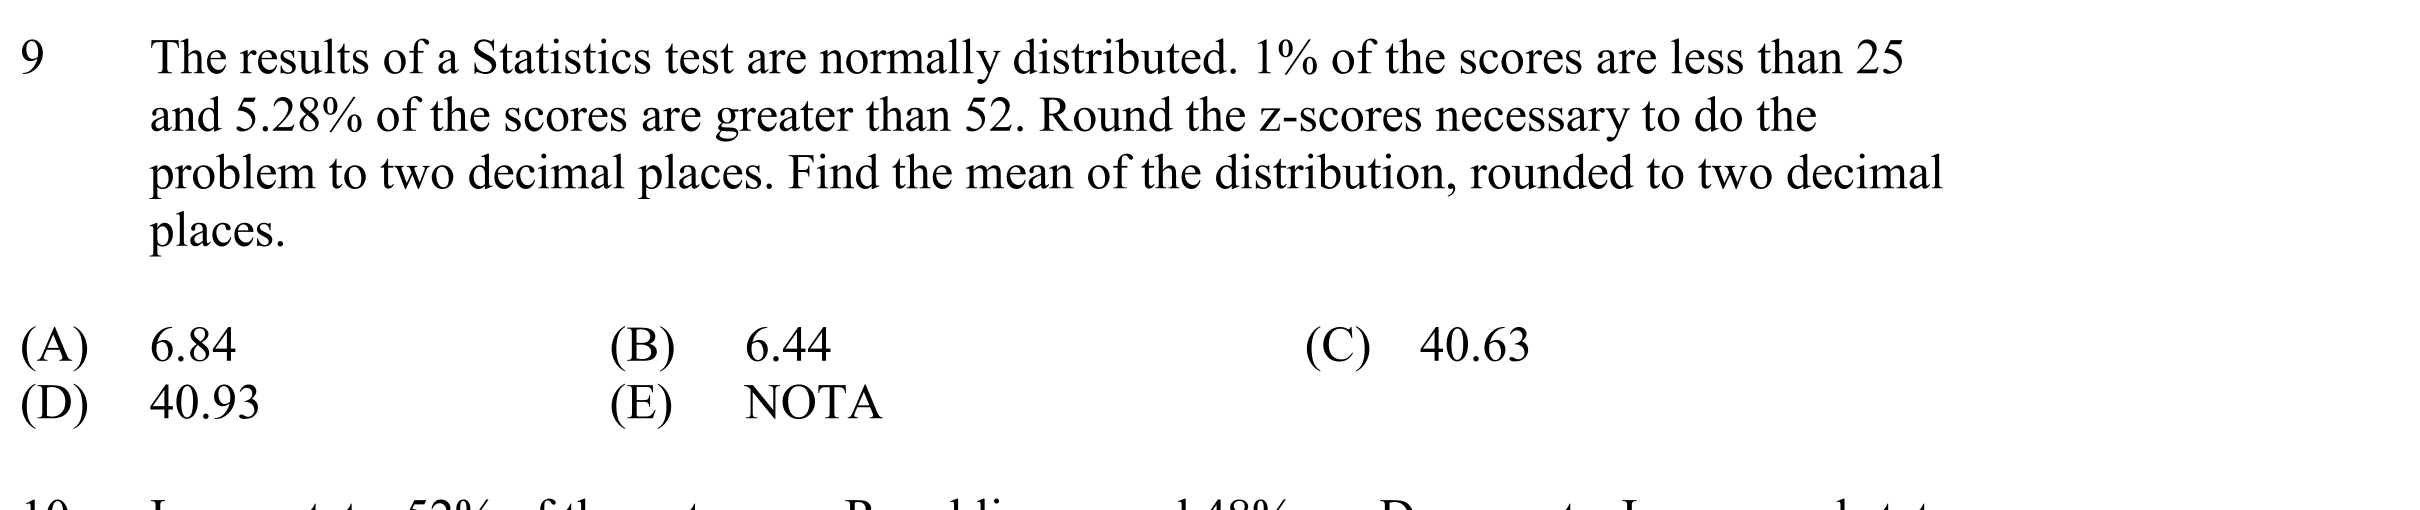 9 The results of a Statistics test are normally distributed. 1% of the scores are less than 25
and 5.28% of the scores are greater than 52. Round the z-scores necessary to do the
problem to two decimal places. Find the mean of the distribution, rounded to two decimal
places.
(A) 6.84 (B) 6.44 (C) 40.63
(D) 40.93 (E) NOTA